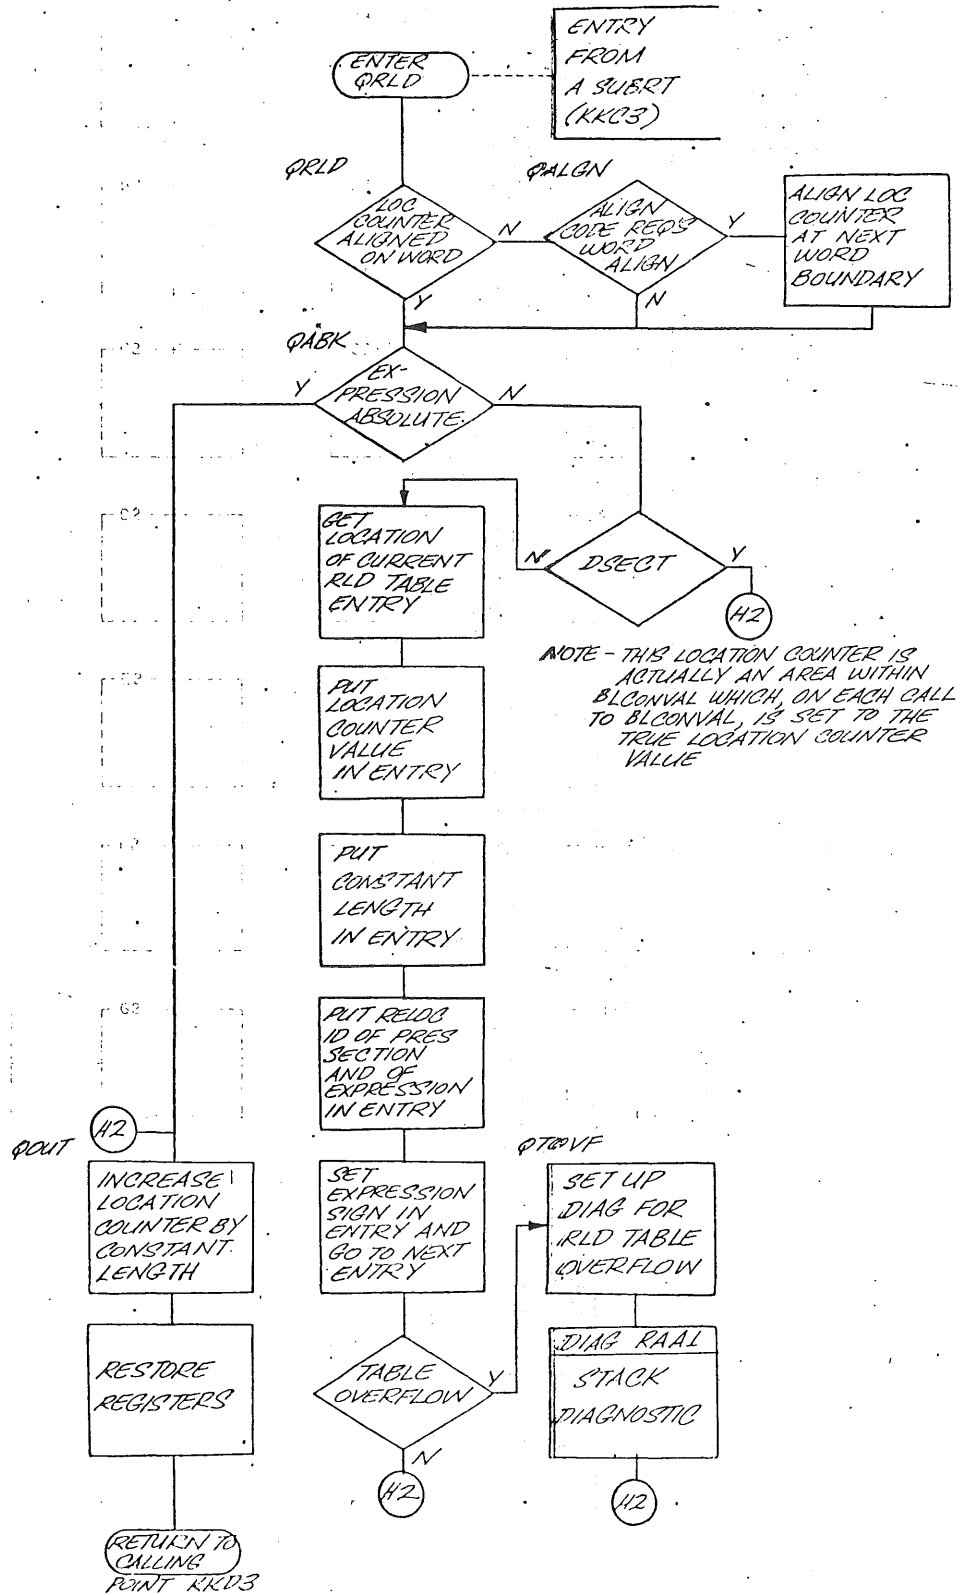 ENTER
QRLD
ENTRY
FROM
A SUBRT
(KKC3)
QRLD
LOC
COUNTER
ALIGNED
ON WORD
N
Y
QALGN
ALIGN
CODE REQ'S
WORD
ALIGN
Y
N
ALIGN LOC
COUNTER
AT NEXT
WORD
BOUNDARY
QABK
EX-
PRESSION
ABSOLUTE
Y
N
DSECT
N
Y
H2
NOTE - THIS LOCATION COUNTER IS
ACTUALLY AN AREA WITHIN
BLCONVAL WHICH, ON EACH CALL
TO BLCONVAL, IS SET TO THE
TRUE LOCATION COUNTER
VALUE
GET
LOCATION
OF CURRENT
RLD TABLE
ENTRY
PUT
LOCATION
COUNTER
VALUE
IN ENTRY
PUT
CONSTANT
LENGTH
IN ENTRY
PUT RELOC
ID OF PRES
SECTION
AND OF
EXPRESSION
IN ENTRY
SET
EXPRESSION
SIGN IN
ENTRY AND
GO TO NEXT
ENTRY
TABLE
OVERFLOW
Y
N
H2
QTOVF
SET UP
DIAG FOR
RLD TABLE
OVERFLOW
DIAG RAA1
STACK
DIAGNOSTIC
H2
QOUT
H2
INCREASE
LOCATION
COUNTER BY
CONSTANT
LENGTH
RESTORE
REGISTERS
RETURN TO
CALLING
POINT KKD3
G2